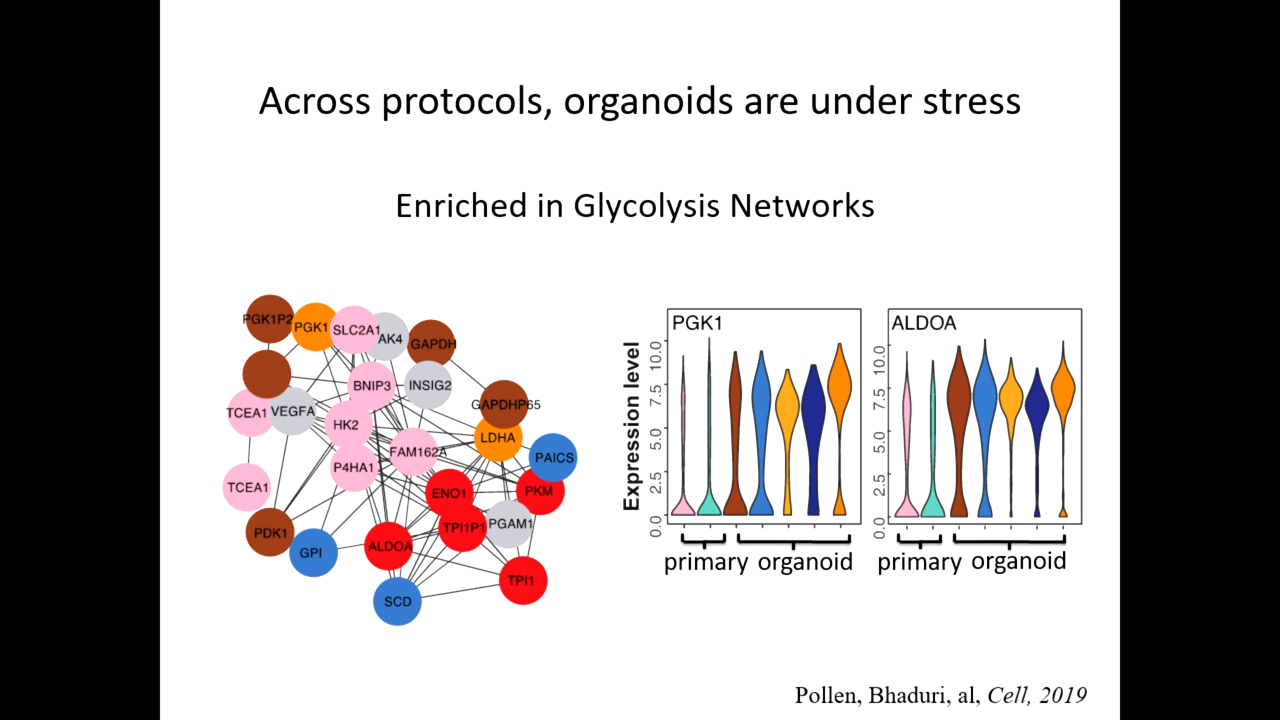 Across protocols, organoids are under stress
Enriched in Glycolysis Networks
PGK1P2
PGK1
SLC2A1
AK4
GAPDH
BNIP3
INSIG2
TCEA1
VEGFA
GAPDHP65
HK2
LDHA
FAM162A
PAICS
P4HA1
TCEA1
ENO1
PKM
PDK1
TPI1P1
PGAM1
GPI
ALDOA
TPI1
SCD
Expression level
PGK1
10.0
7.5
5.0
2.5
0.0
primary organoid
ALDOA
10.0
7.5
5.0
2.5
0.0
primary organoid
Pollen, Bhaduri, al, Cell, 2019